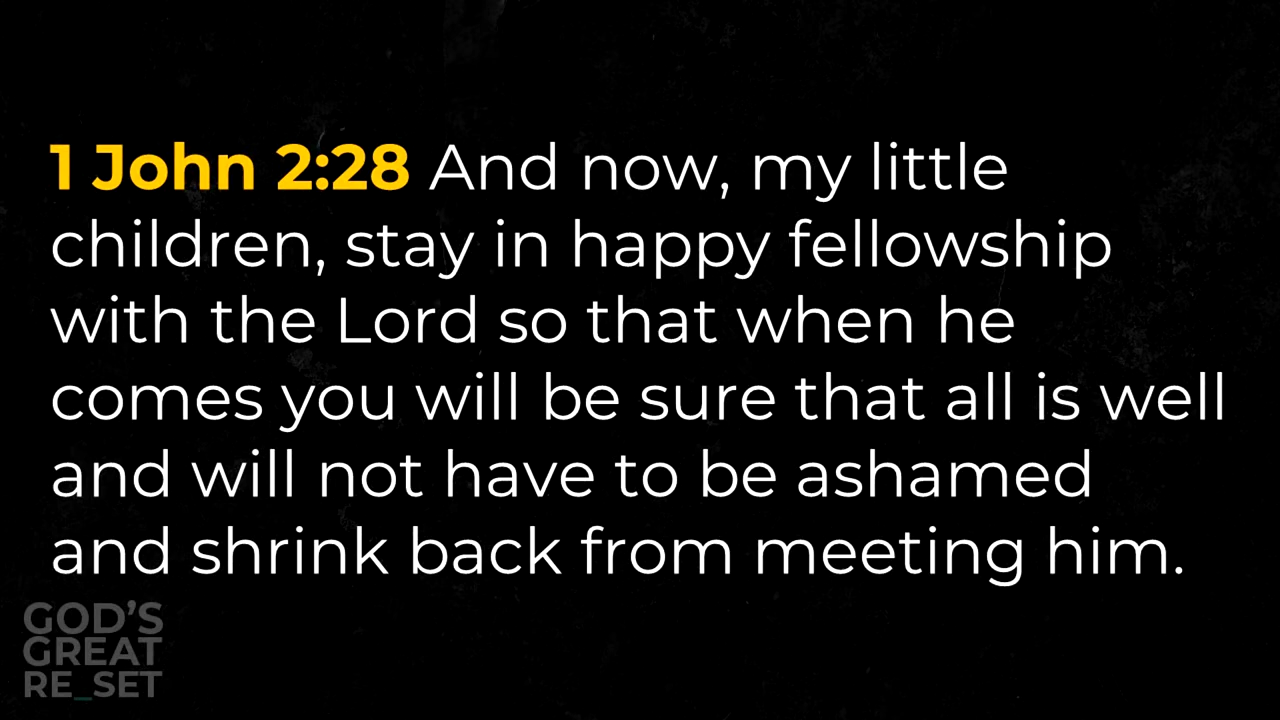 1 John 2:28 And now, my little
children, stay in happy fellowship
with the Lord so that when he
comes you will be sure that all is well
and will not have to be ashamed
and shrink back from meeting him.
GOD’S
GREAT
RE_SET